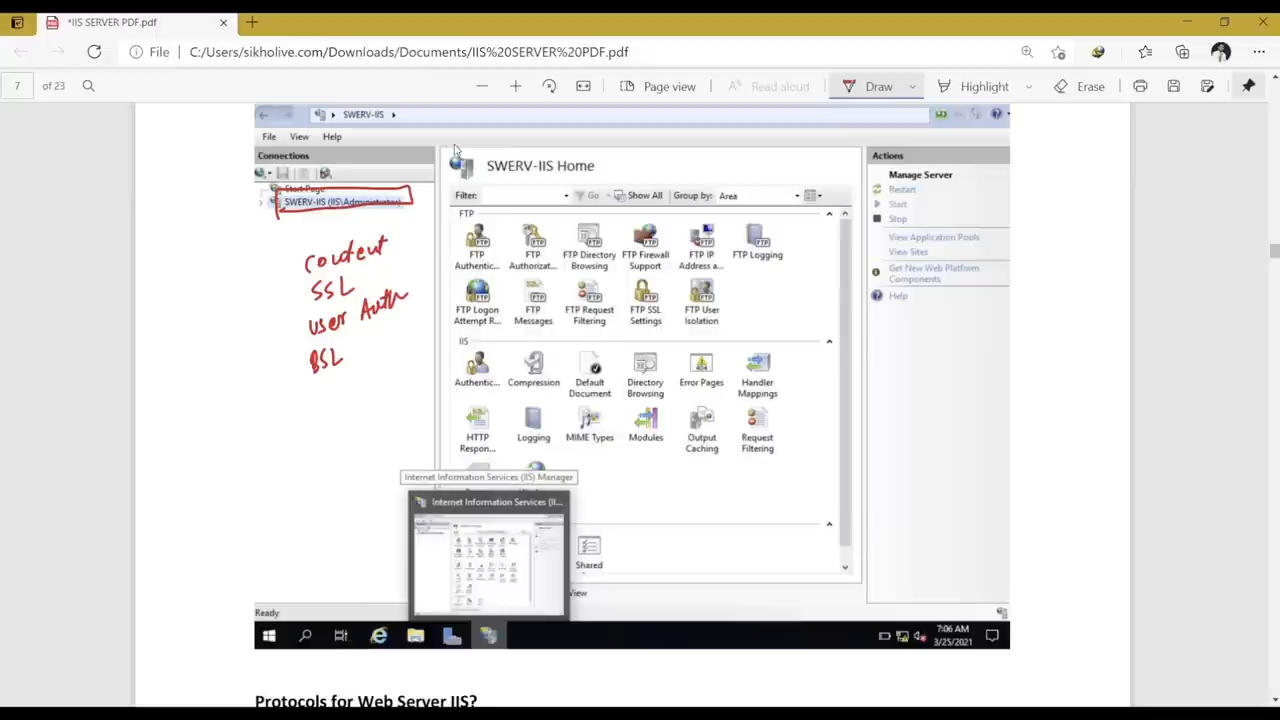 *IIS SERVER PDF.pdf
File C:/Users/sikholive.com/Downloads/Documents/IIS%20SERVER%20PDF.pdf
7 of 23 Page view Read aloud Draw Highlight Erase
SWERV-IIS
File View Help
Connections
Start Page
SWERV-IIS (IIS\Administrator)
content
SSL
user Auth
BSL
SWERV-IIS Home
Filter: Go Show All Group by: Area
FTP
FTP Authentic... FTP Authorizat... FTP Directory Browsing FTP Firewall Support FTP IP Address a... FTP Logging
FTP Logon Attempt R... FTP Messages FTP Request Filtering FTP SSL Settings FTP User Isolation
IIS
Authentic... Compression Default Document Directory Browsing Error Pages Handler Mappings
HTTP Respon... Logging MIME Types Modules Output Caching Request Filtering
Internet Information Services (IIS) Manager
Internet Information Services (II...
Shared
View
Actions
Manage Server
Restart
Start
Stop
View Application Pools
View Sites
Get New Web Platform
Components
Help
Ready
7:06 AM
3/25/2021
Protocols for Web Server IIS?